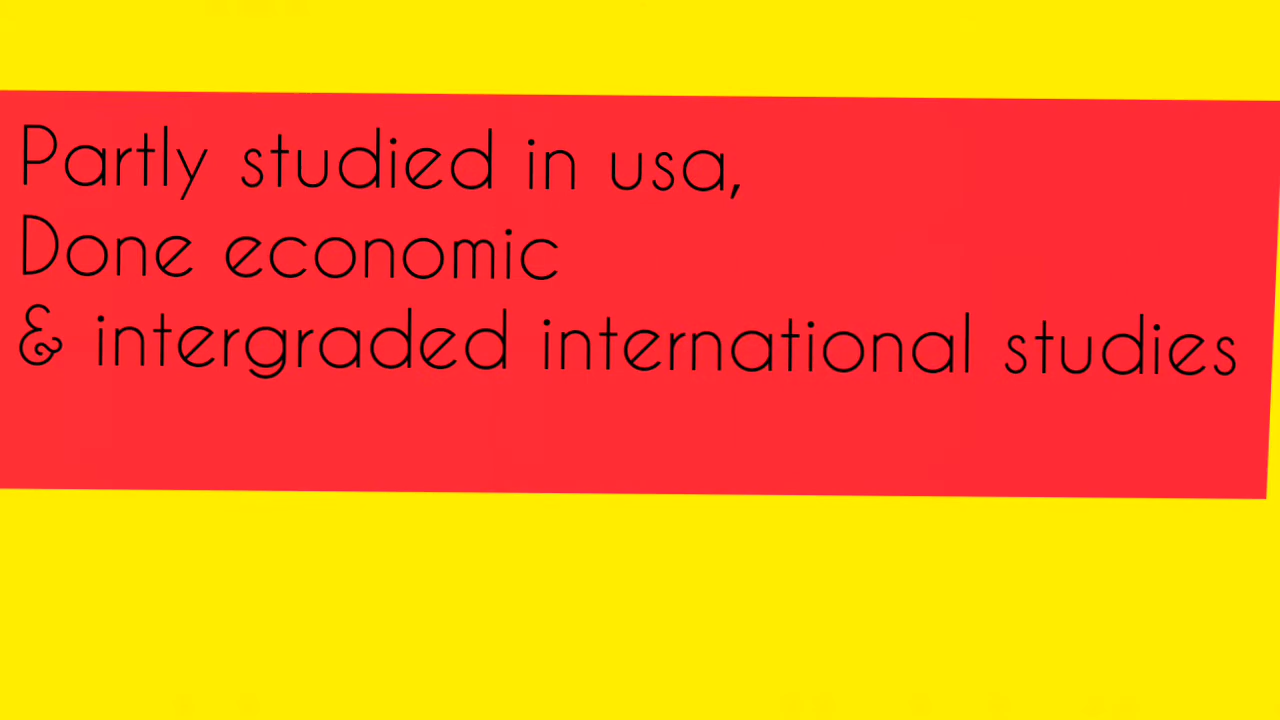 Partly studied in usa,
Done economic
& intergraded international studies